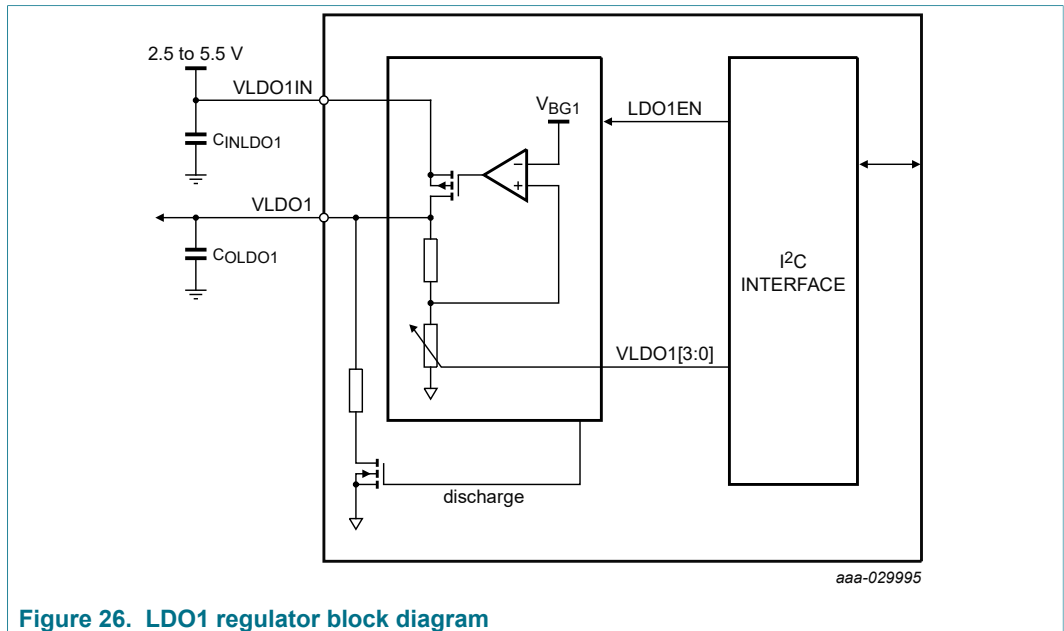 2.5 to 5.5 V
VLDO1IN
CINLDO1
VLDO1
COLDO1
VBG1
−
+
LDO1EN
I2C
INTERFACE
VLDO1[3:0]
discharge
aaa-029995
Figure 26. LDO1 regulator block diagram